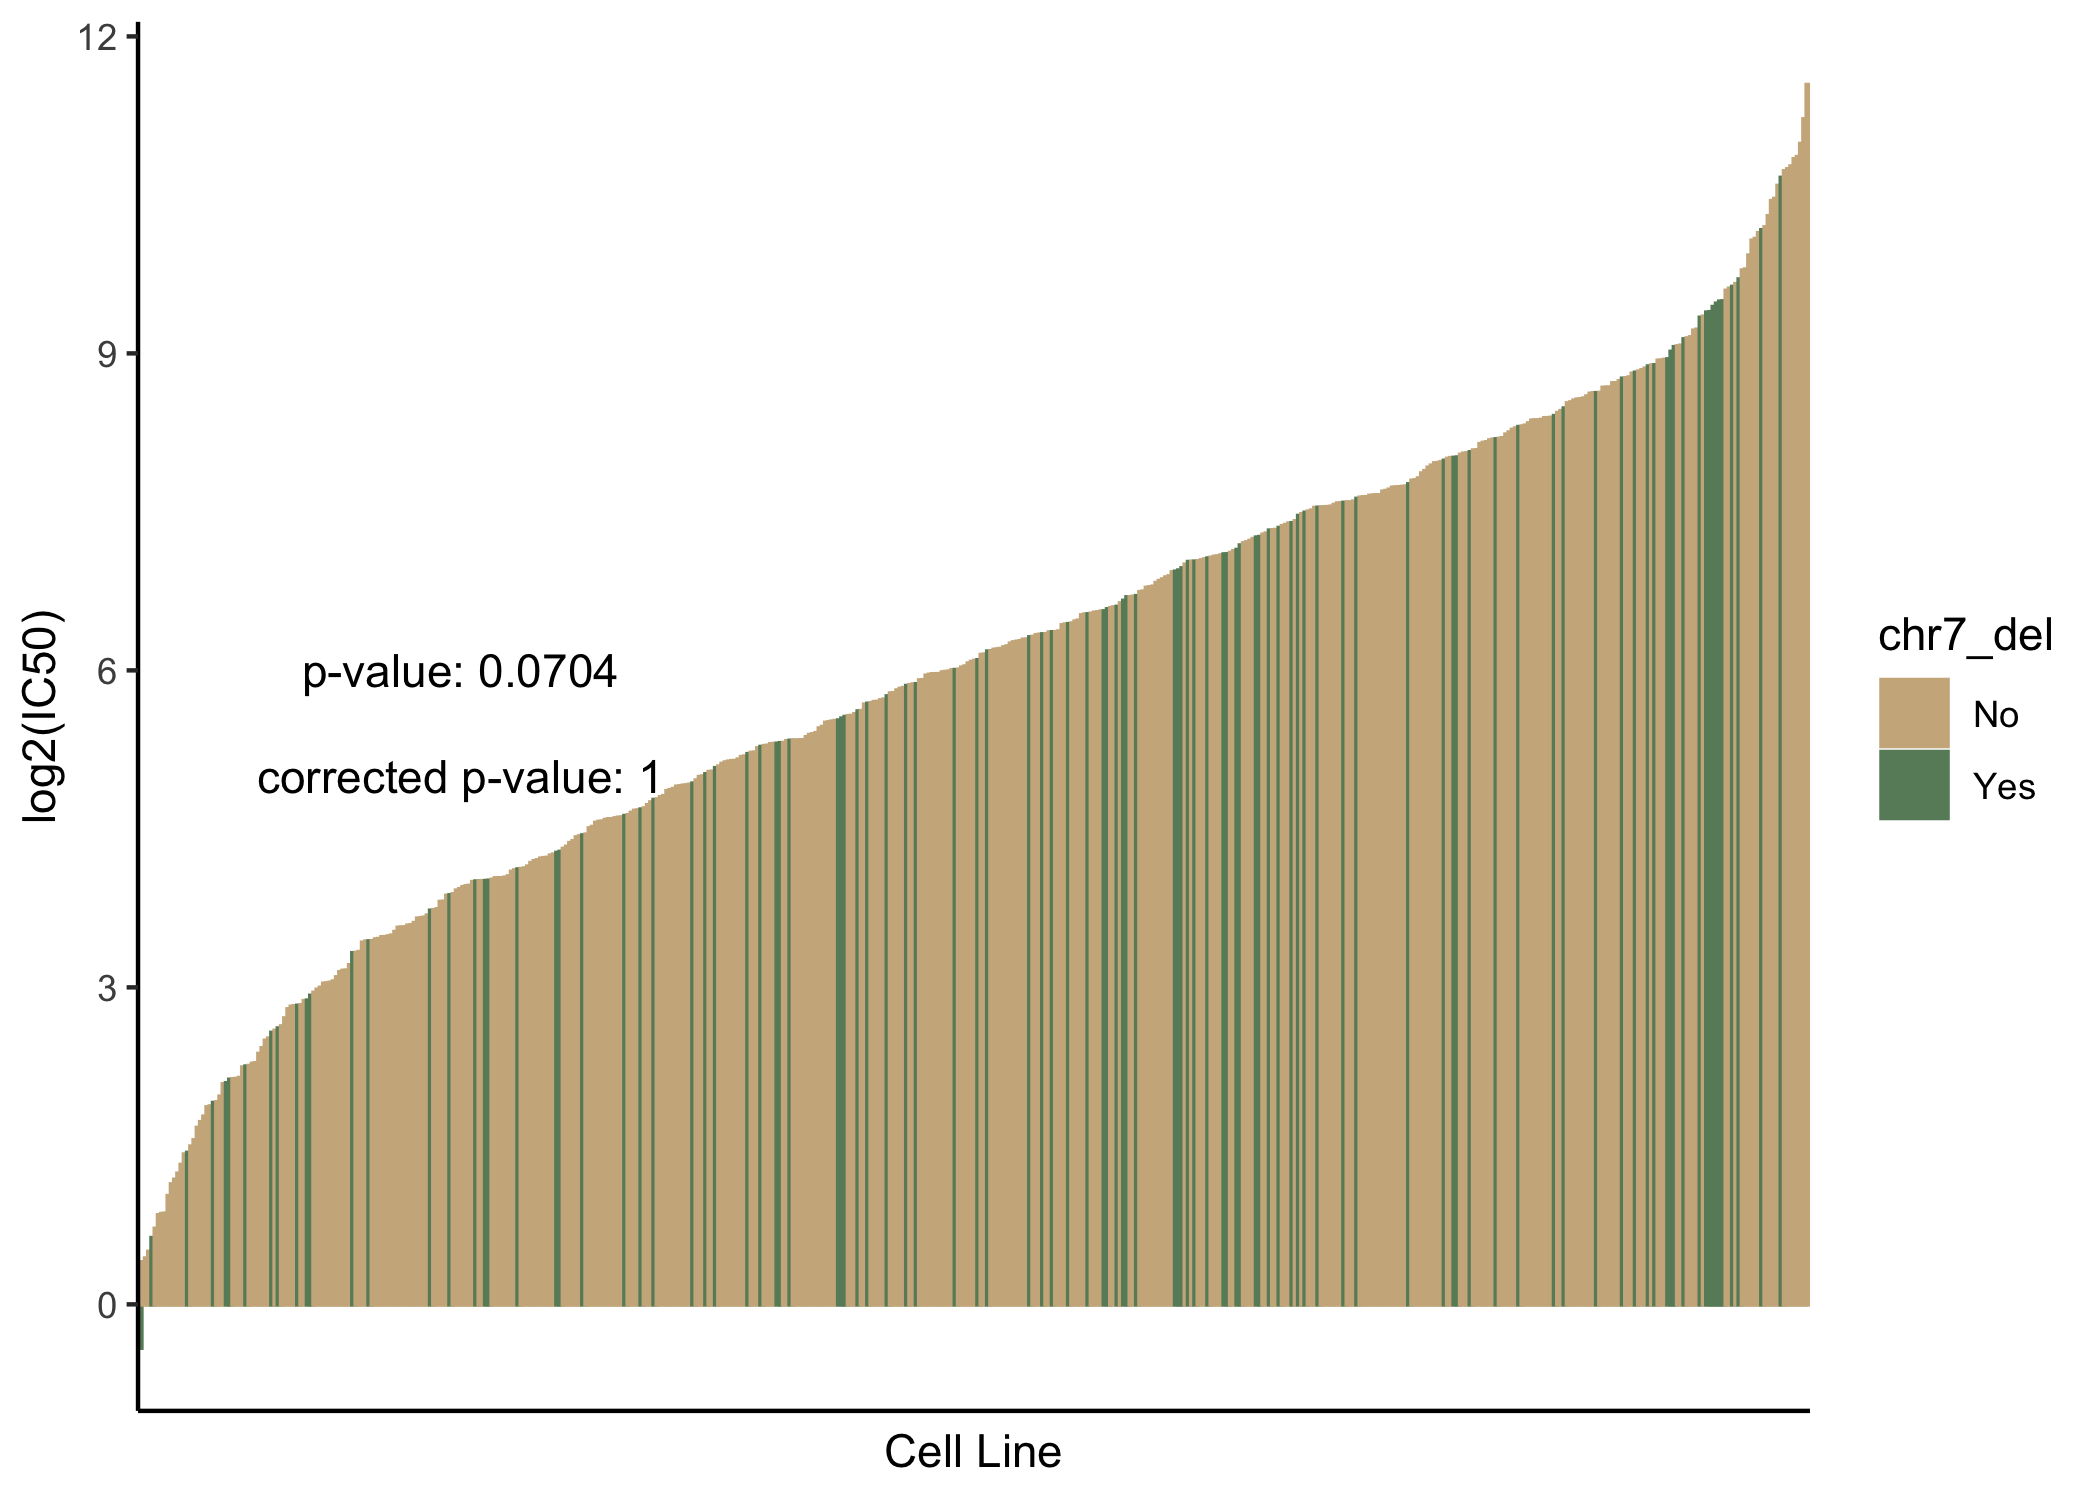 12
9
6
3
0
log2(IC50)
p-value: 0.0704
corrected p-value: 1
Cell Line
chr7_del
No
Yes